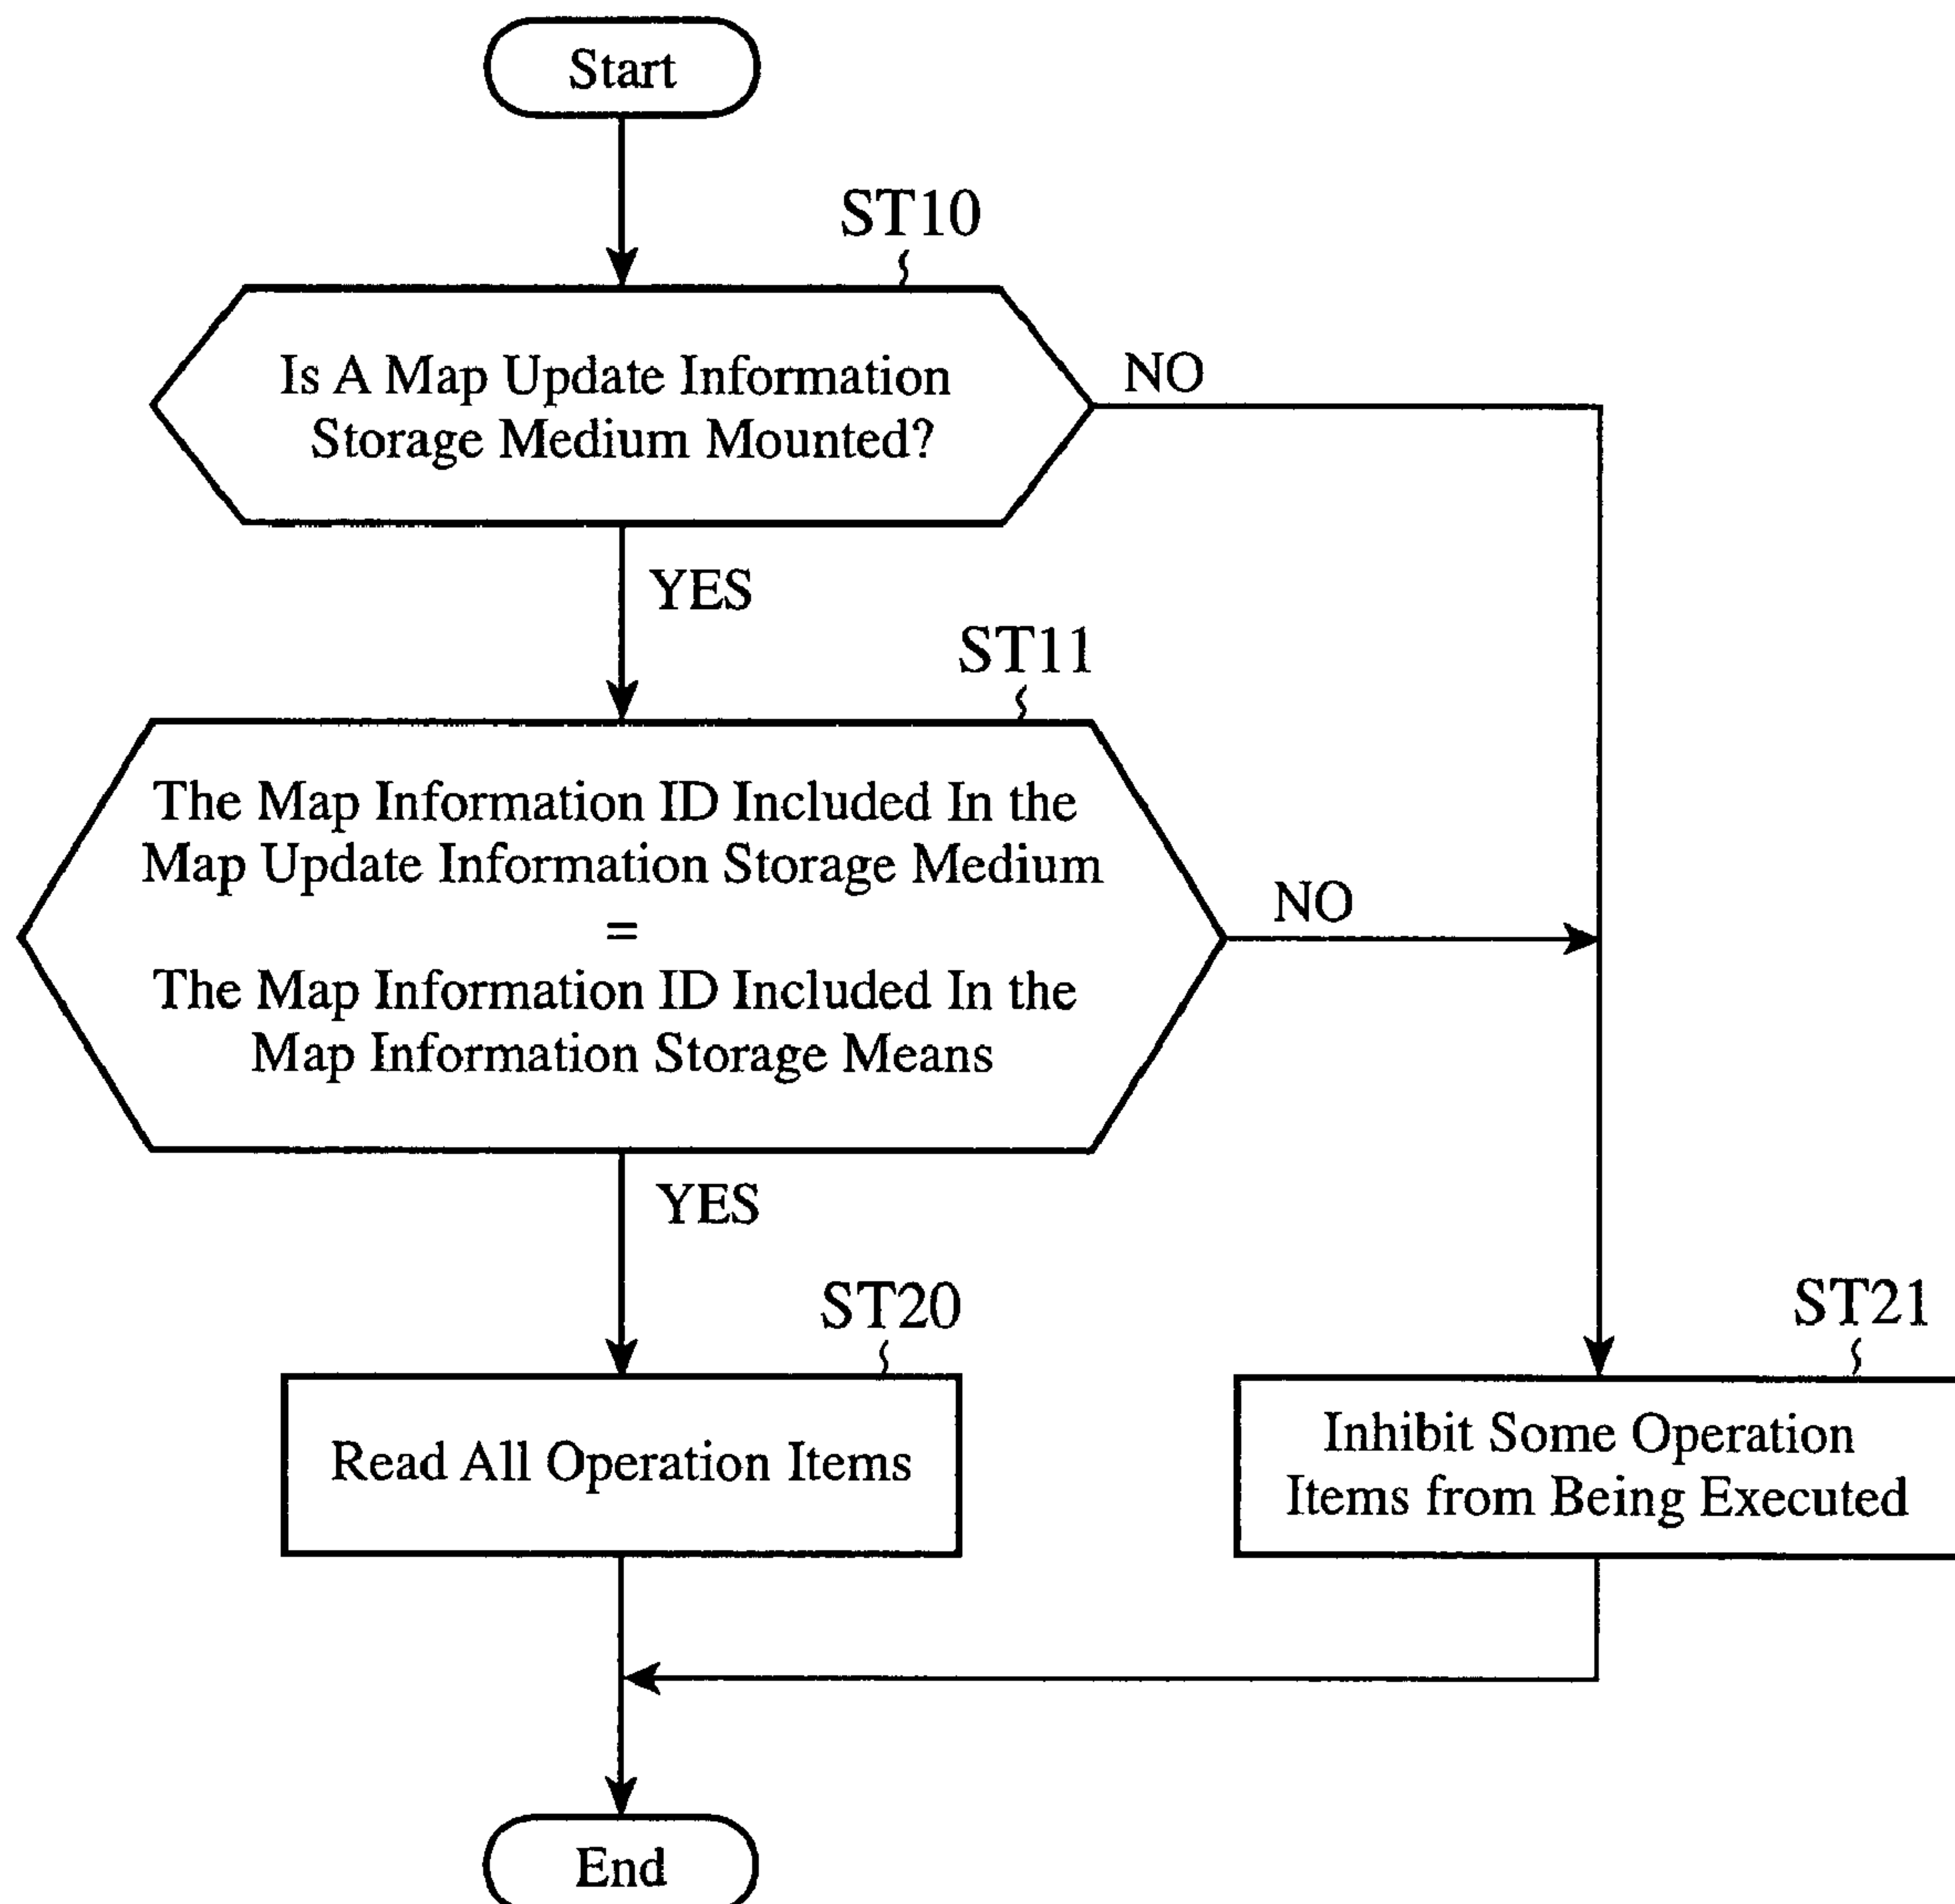 Start
ST10
Is A Map Update Information
Storage Medium Mounted?
NO
YES
ST11
The Map Information ID Included In the
Map Update Information Storage Medium
=
The Map Information ID Included In the
Map Information Storage Means
NO
YES
ST20
ST21
Read All Operation Items
Inhibit Some Operation
Items from Being Executed
End